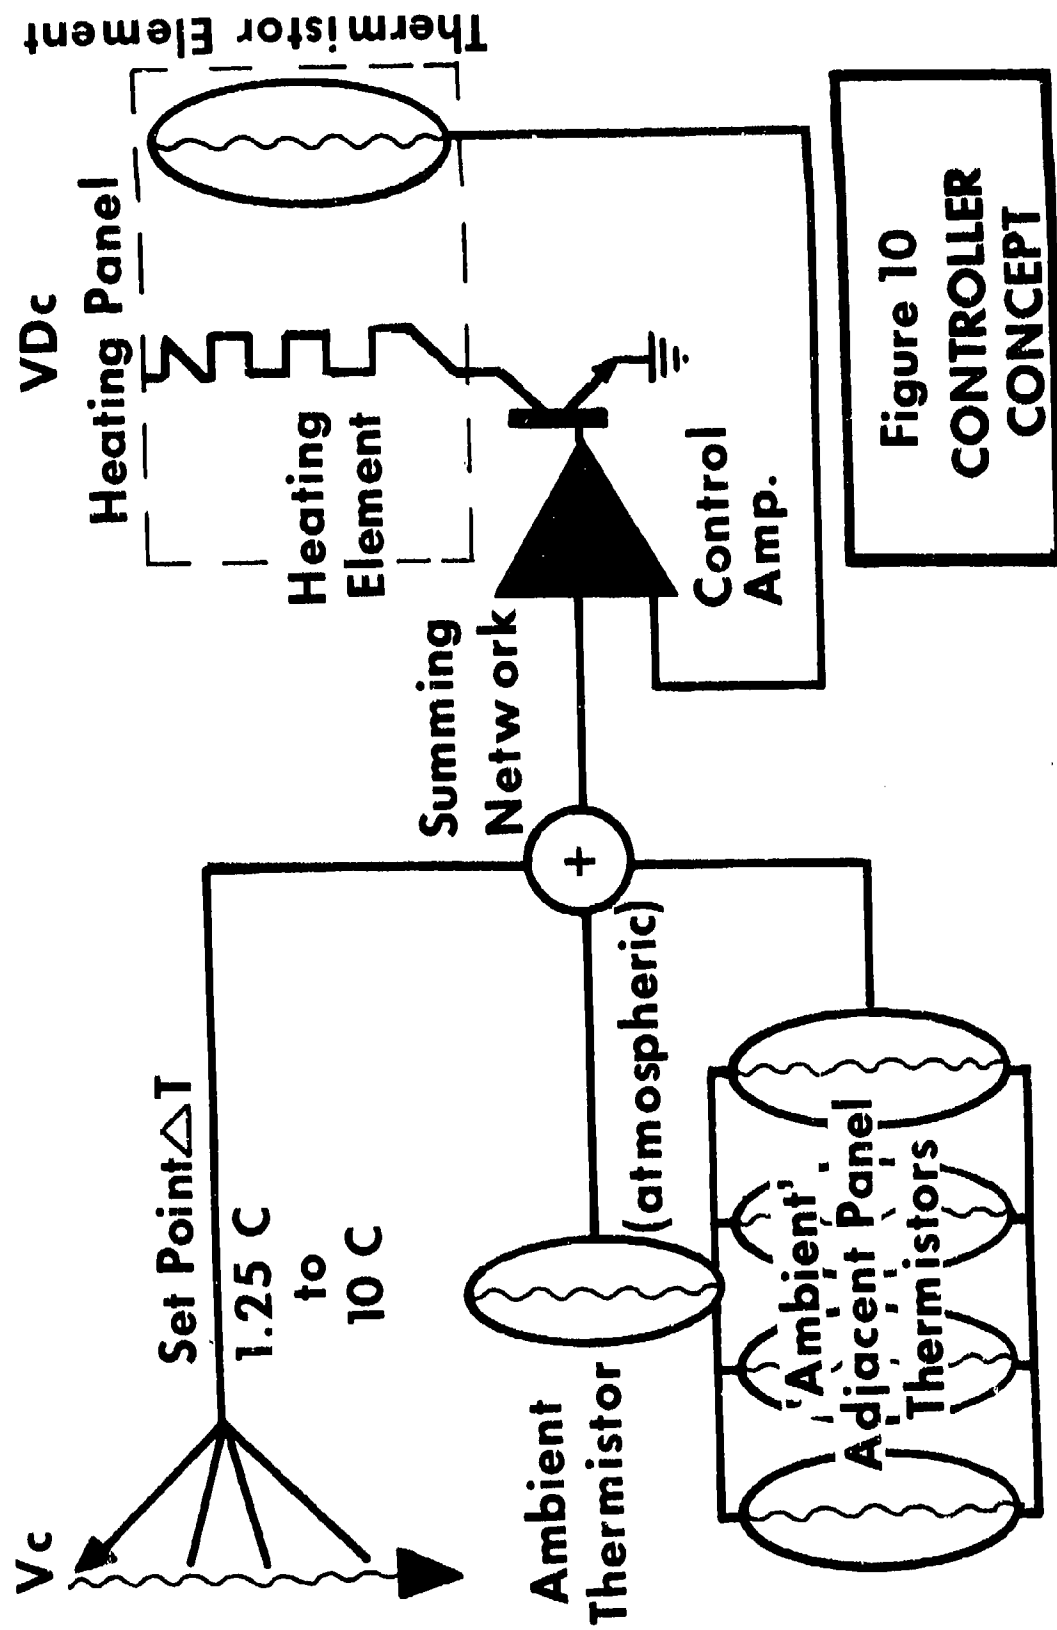 Vc
Set Point△T
1.25 C
to
10 C
Ambient
Thermistor
(atmospheric)
'Ambient'
Adjacent Panel
Thermistors
+
Summing
Network
Control
Amp.
VDc
Heating Panel
Heating
Element
Thermistor Element
Figure 10
CONTROLLER
CONCEPT